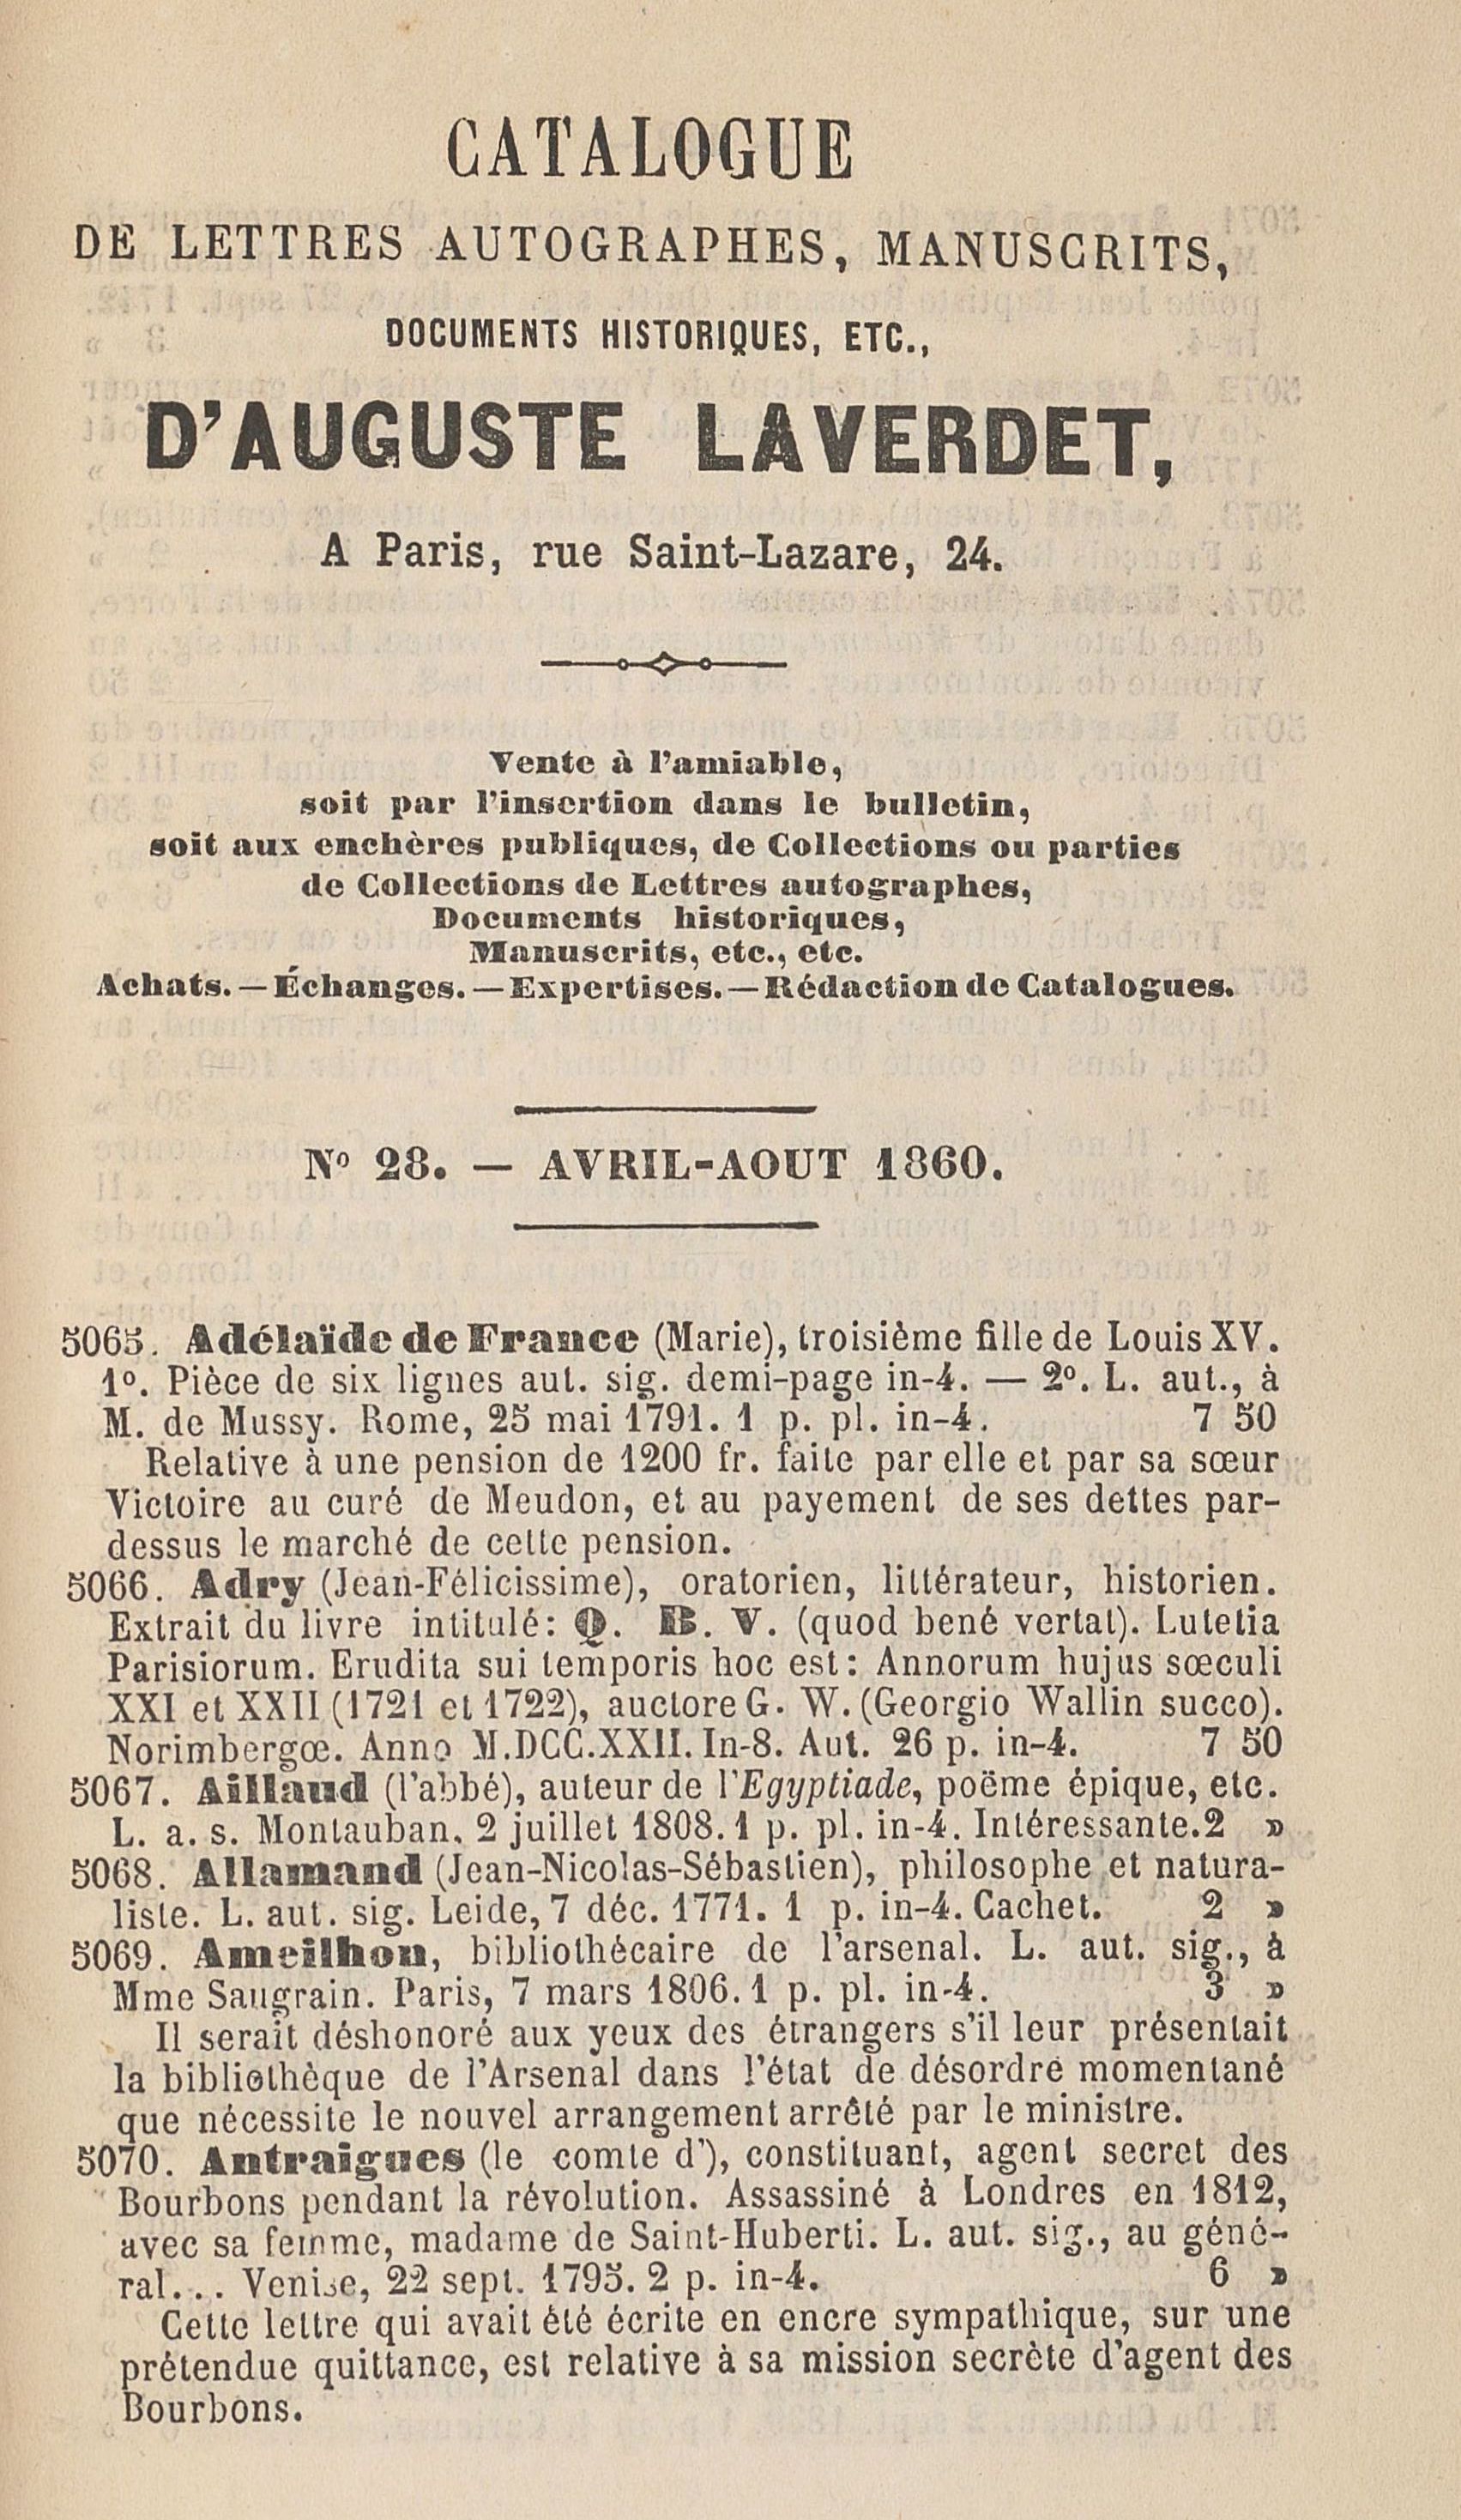 CATALOGUE
DE LETTRES AUTOGRAPHES, MANUSCRITS,
DOCUMENTS HISTORIQUES, ETC.,
D'AUGUSTE LAVERDET,
A Paris, rue Saint-Lazare, 24.
Vente à l'amiable,
soit par l'insertion dans le bulletin,
soit aux enchères publiques, de Collections ou parties
de Collections de Lettres autographes,
Documents historiques,
Manuscrits, etc., etc.
Achats. — Échanges. — Expertises. — Rédaction de Catalogues.
Nº 28. — AVRIL-AOUT 1860.
5065. Adélaïde de France (Marie), troisième fille de Louis XV.
1º. Pièce de six lignes aut. sig. demi-page in-4. — 2º. L. aut., à
M. de Mussy. Rome, 25 mai 1791. 1 p. pl. in-4. 7 50
Relative à une pension de 1200 fr. faite par elle et par sa sœur
Victoire au curé de Meudon, et au payement de ses dettes par-
dessus le marché de cette pension.
5066. Adry (Jean-Félicissime), oratorien, littérateur, historien.
Extrait du livre intitulé: Q. B. V. (quod bené vertat). Lutetia
Parisiorum. Erudita sui temporis hoc est: Annorum hujus sœculi
XXI et XXII (1721 et 1722), auctore G. W. (Georgio Wallin succo).
Norimbergœ. Anno M.DCC.XXII. In-8. Aut. 26 p. in-4. 7 50
5067. Aillaud (l'abbé), auteur de l'Egyptiade, poëme épique, etc.
L. a. s. Montauban, 2 juillet 1808. 1 p. pl. in-4. Intéressante. 2 »
5068. Allamand (Jean-Nicolas-Sébastien), philosophe et natura-
liste. L. aut. sig. Leide, 7 déc. 1771. 1 p. in-4. Cachet. 2 »
5069. Ameilhon, bibliothécaire de l'arsenal. L. aut. sig., à
Mme Saugrain. Paris, 7 mars 1806. 1 p. pl. in-4. 3 »
Il serait déshonoré aux yeux des étrangers s'il leur présentait
la bibliothèque de l'Arsenal dans l'état de désordre momentané
que nécessite le nouvel arrangement arrêté par le ministre.
5070. Antraigues (le comte d'), constituant, agent secret des
Bourbons pendant la révolution. Assassiné à Londres en 1812,
avec sa femme, madame de Saint-Huberti. L. aut. sig., au géné-
ral... Venise, 22 sept. 1795. 2 p. in-4. 6 »
Cette lettre qui avait été écrite en encre sympathique, sur une
prétendue quittance, est relative à sa mission secrète d'agent des
Bourbons.